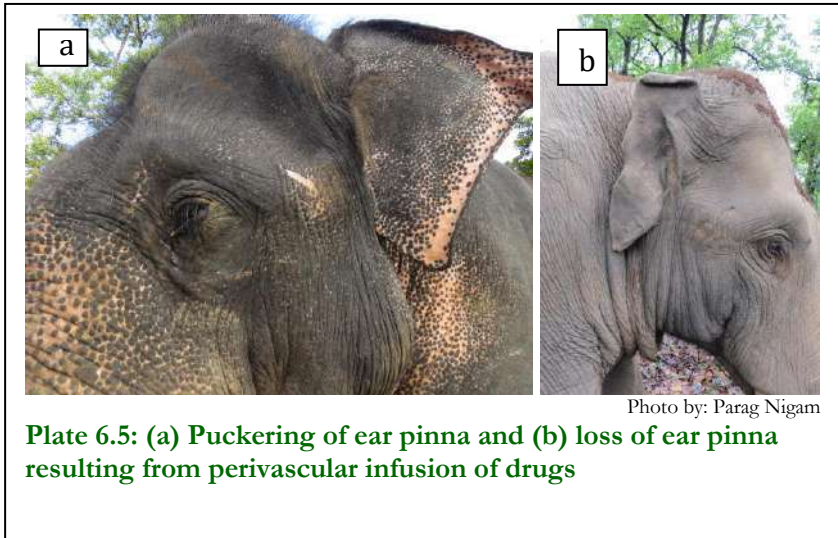 a
b
Photo by: Parag Nigam
Plate 6.5: (a) Puckering of ear pinna and (b) loss of ear pinna
resulting from perivascular infusion of drugs